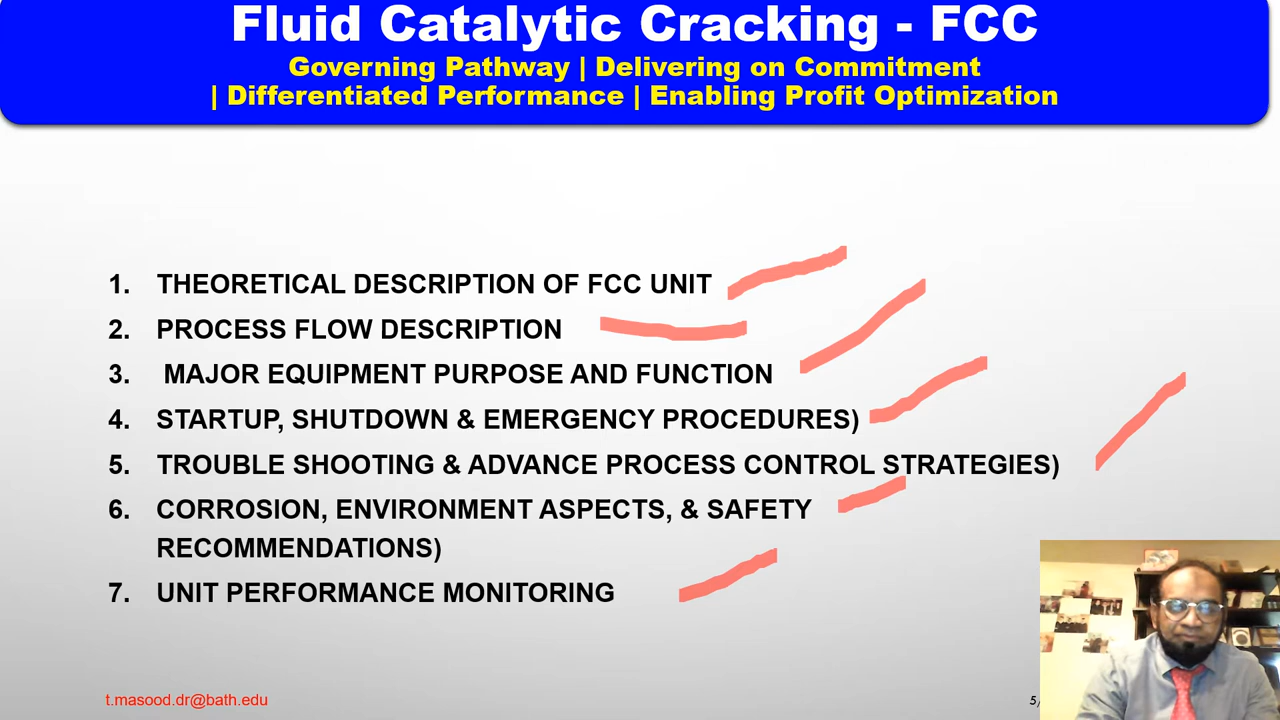 Fluid Catalytic Cracking - FCC
Governing Pathway | Delivering on Commitment
| Differentiated Performance | Enabling Profit Optimization
1. THEORETICAL DESCRIPTION OF FCC UNIT
2. PROCESS FLOW DESCRIPTION
3. MAJOR EQUIPMENT PURPOSE AND FUNCTION
4. STARTUP, SHUTDOWN & EMERGENCY PROCEDURES)
5. TROUBLE SHOOTING & ADVANCE PROCESS CONTROL STRATEGIES)
6. CORROSION, ENVIRONMENT ASPECTS, & SAFETY
RECOMMENDATIONS)
7. UNIT PERFORMANCE MONITORING
t.masood.dr@bath.edu
5/